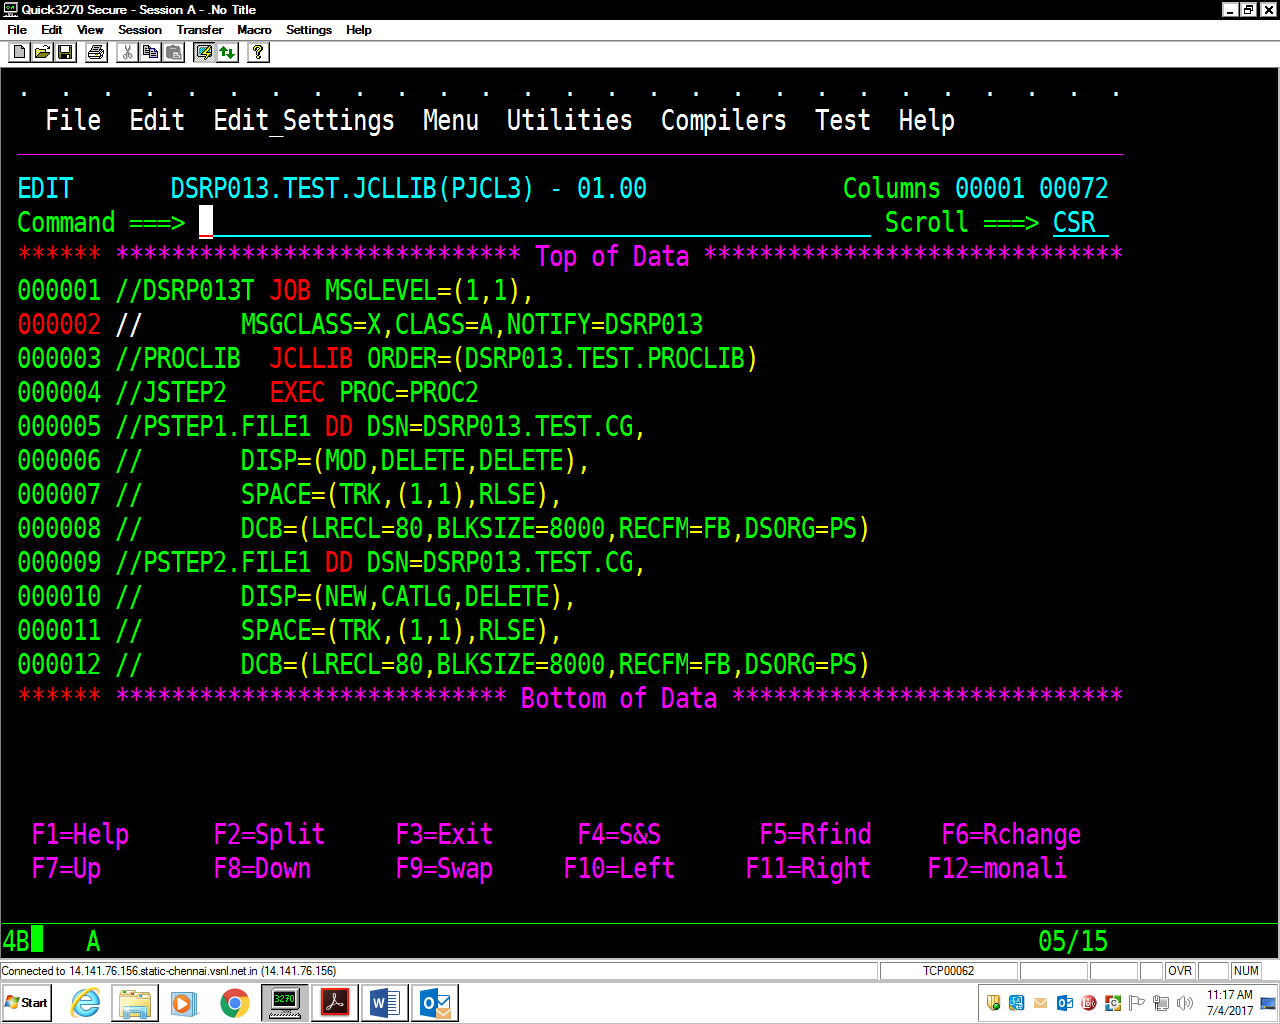 Quick3270 Secure - Session A - .No Title
File Edit View Session Transfer Macro Settings Help
. . . . . . . . . . . . . . . . . . . . . . . . . . .
File Edit Edit_Settings Menu Utilities Compilers Test Help
EDIT DSRP013.TEST.JCLLIB(PJCL3) - 01.00 Columns 00001 00072
Command ===> Scroll ===> CSR
****** ***************************** Top of Data ******************************
000001 //DSRP013T JOB MSGLEVEL=(1,1),
000002 // MSGCLASS=X,CLASS=A,NOTIFY=DSRP013
000003 //PROCLIB JCLLIB ORDER=(DSRP013.TEST.PROCLIB)
000004 //JSTEP2 EXEC PROC=PROC2
000005 //PSTEP1.FILE1 DD DSN=DSRP013.TEST.CG,
000006 // DISP=(MOD,DELETE,DELETE),
000007 // SPACE=(TRK,(1,1),RLSE),
000008 // DCB=(LRECL=80,BLKSIZE=8000,RECFM=FB,DSORG=PS)
000009 //PSTEP2.FILE1 DD DSN=DSRP013.TEST.CG,
000010 // DISP=(NEW,CATLG,DELETE),
000011 // SPACE=(TRK,(1,1),RLSE),
000012 // DCB=(LRECL=80,BLKSIZE=8000,RECFM=FB,DSORG=PS)
****** **************************** Bottom of Data ****************************
F1=Help F2=Split F3=Exit F4=S&S F5=Rfind F6=Rchange
F7=Up F8=Down F9=Swap F10=Left F11=Right F12=monali
4B A 05/15
Connected to 14.141.76.156.static-chennai.vsnl.net.in (14.141.76.156) TCP00062 OVR NUM
Start 3270 11:17 AM
7/4/2017